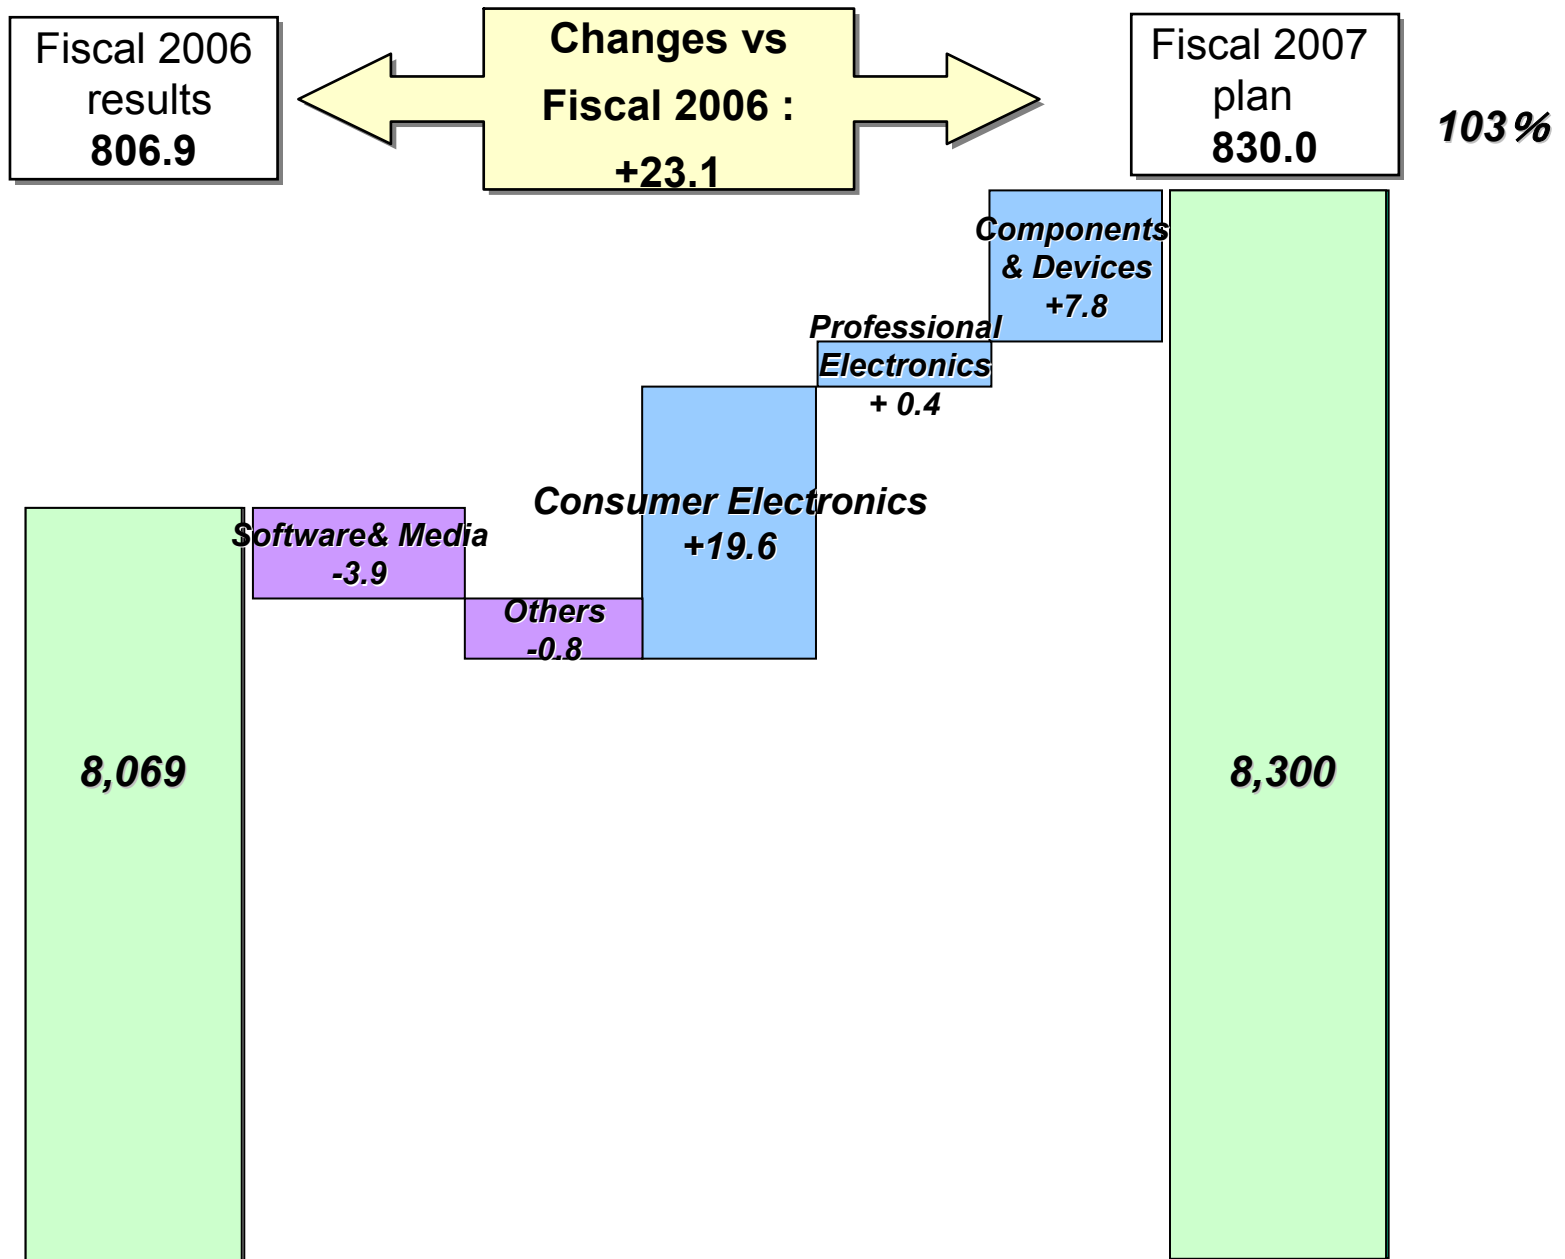 Fiscal 2006
results
806.9
Changes vs
Fiscal 2006 :
+23.1
Fiscal 2007
plan
830.0
103%
Components
& Devices
+7.8
Professional
Electronics
+ 0.4
Consumer Electronics
+19.6
Software& Media
-3.9
Others
-0.8
8,069
8,300